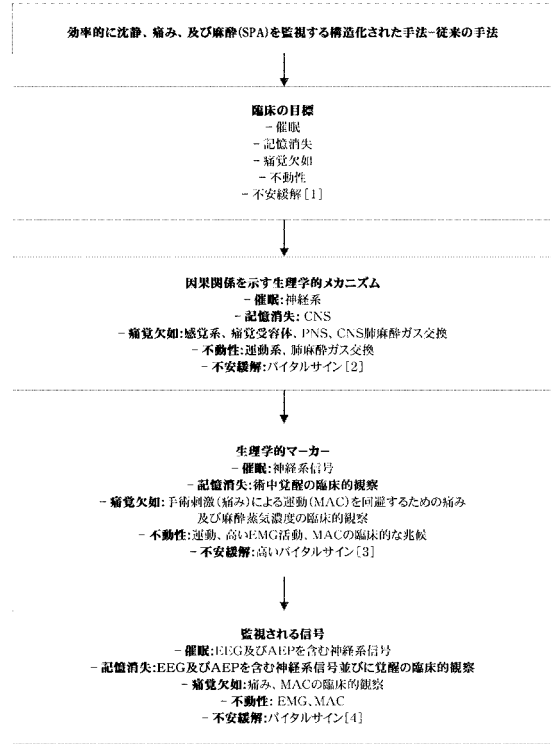 効率的に沈静、痛み、及び麻酔(SPA)を監視する構造化された手法-従来の手法
臨床の目標
- 催眠
- 記憶消失
- 痛覚欠如
- 不動性
- 不安緩解[1]
因果関係を示す生理学的メカニズム
- 催眠:神経系
- 記憶消失: CNS
- 痛覚欠如:感覚系、痛覚受容体、PNS、CNS肺麻酔ガス交換
- 不動性:運動系、肺麻酔ガス交換
- 不安緩解:バイタルサイン[2]
生理学的マーカー
- 催眠:神経系信号
- 記憶消失:術中覚醒の臨床的観察
- 痛覚欠如:手術刺激(痛み)による運動(MAC)を回避するための痛み
及び麻酔蒸気濃度の臨床的観察
- 不動性:運動、高いEMG活動、MACの臨床的な兆候
- 不安緩解:高いバイタルサイン[3]
監視される信号
- 催眠:EEG及びAEPを含む神経系信号
- 記憶消失:EEG及びAEPを含む神経系信号並びに覚醒の臨床的観察
- 痛覚欠如:痛み、MACの臨床的観察
- 不動性: EMG、MAC
- 不安緩解:バイタルサイン[4]